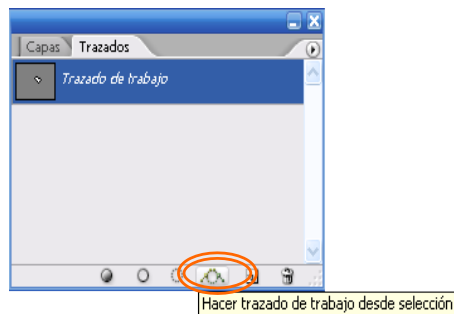 Capas Trazados
Trazado de trabajo
Hacer trazado de trabajo desde selección